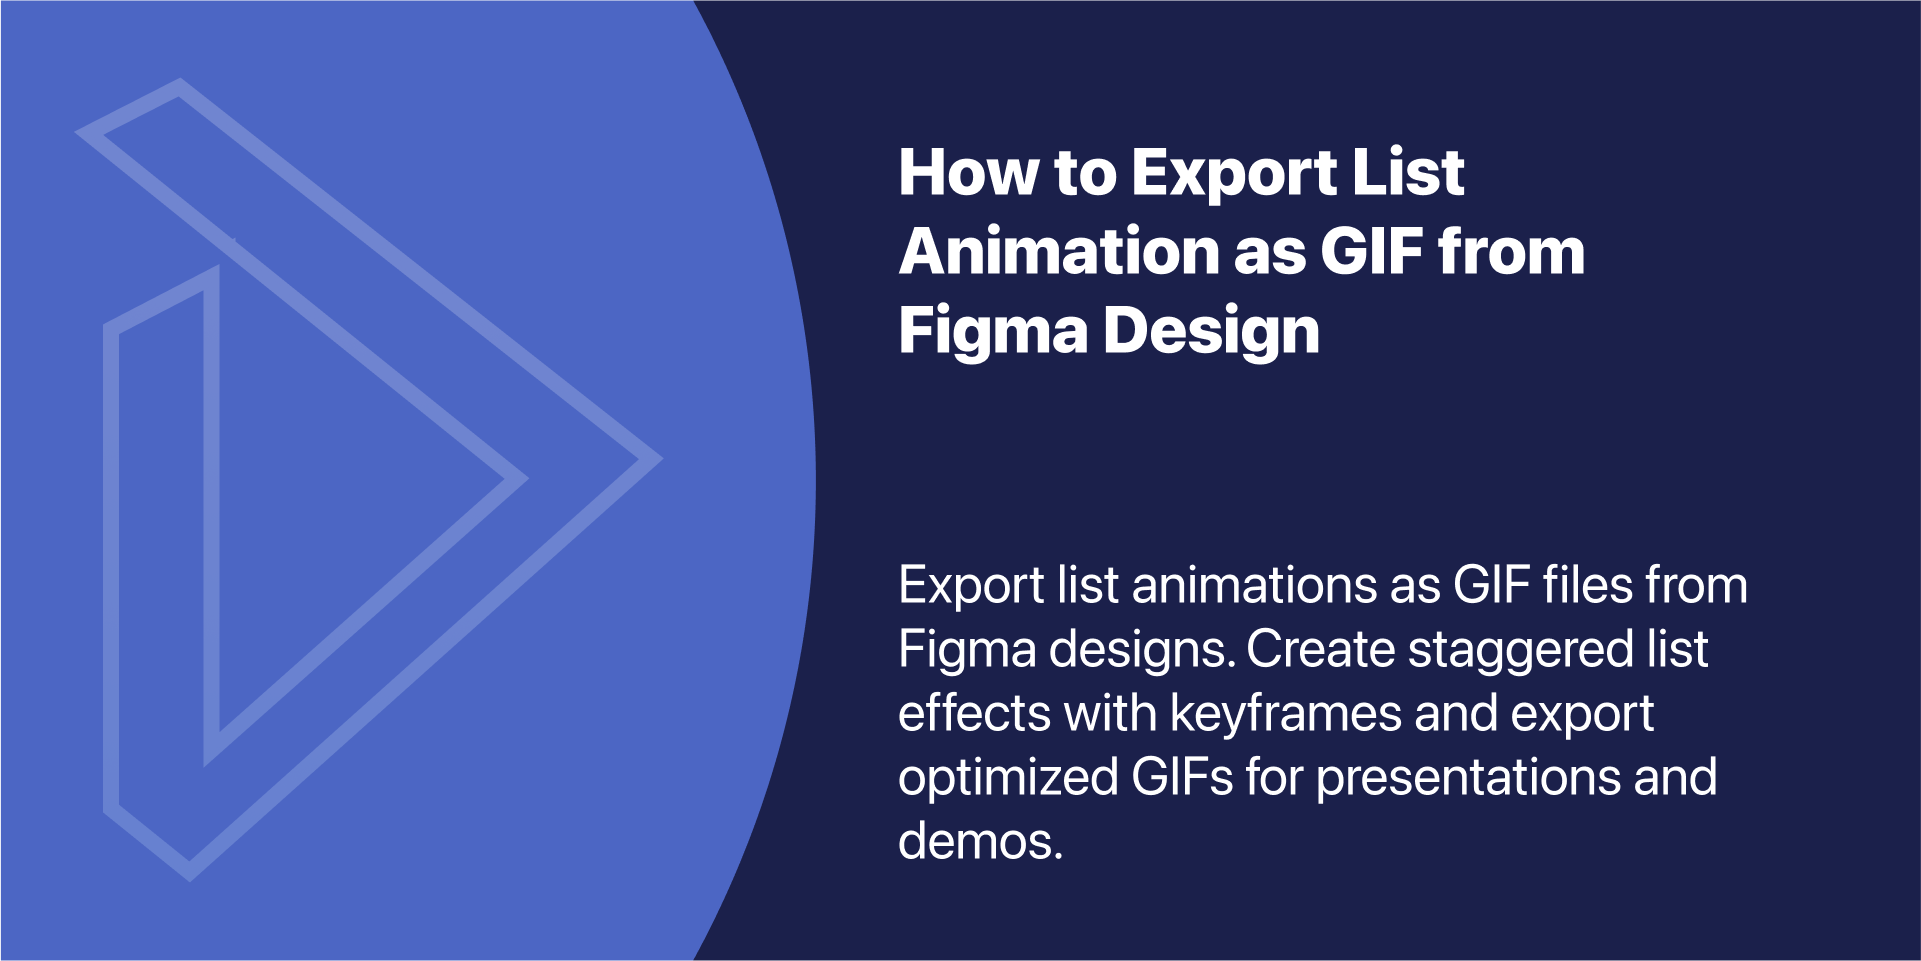 How to Export List
Animation as GIF from
Figma Design
Export list animations as GIF files from
Figma designs. Create staggered list
effects with keyframes and export
optimized GIFs for presentations and
demos.